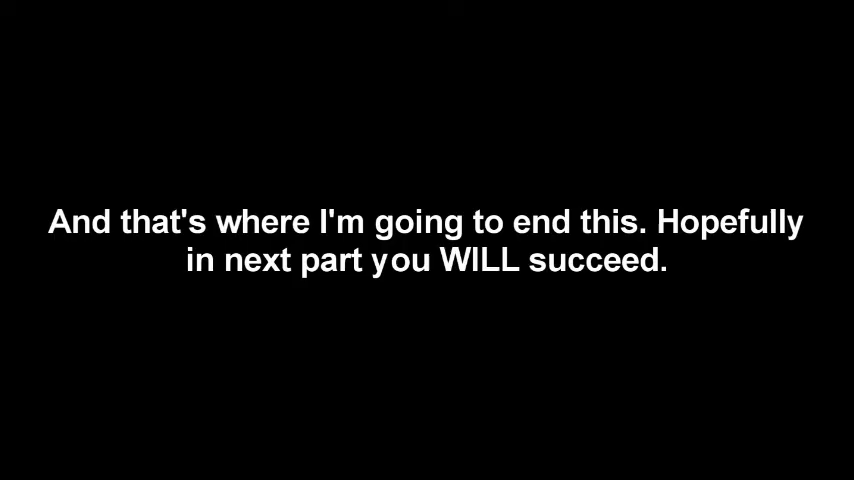 And that's where I'm going to end this. Hopefully
in next part you WILL succeed.